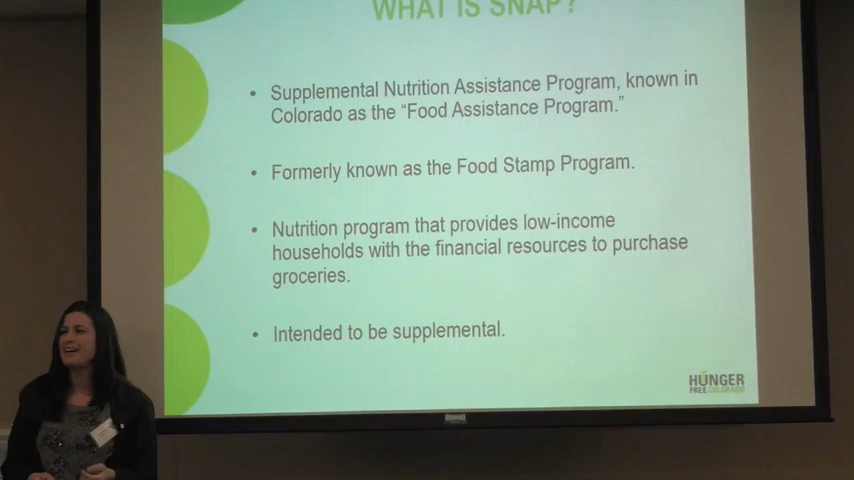 WHAT IS SNAP?
• Supplemental Nutrition Assistance Program, known in
Colorado as the “Food Assistance Program.”
• Formerly known as the Food Stamp Program.
• Nutrition program that provides low-income
households with the financial resources to purchase
groceries.
• Intended to be supplemental.
HUNGER
FREE COLORADO